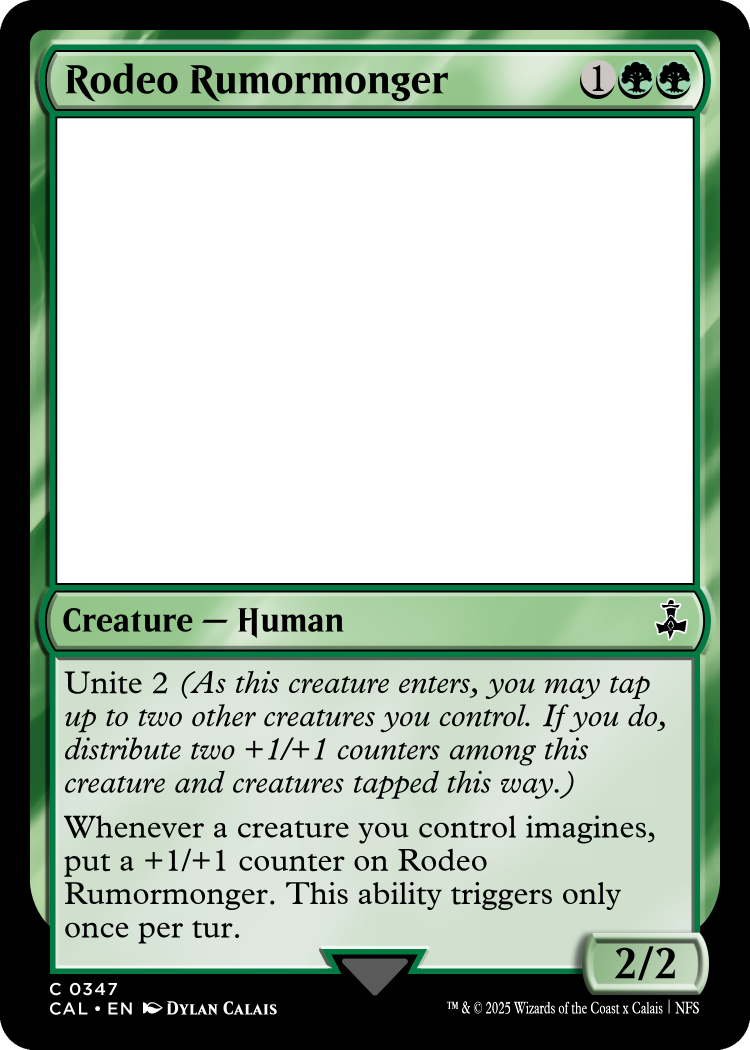 Rodeo Rumormonger 1
Creature — Human
Unite 2 (As this creature enters, you may tap
up to two other creatures you control. If you do,
distribute two +1/+1 counters among this
creature and creatures tapped this way.)
Whenever a creature you control imagines,
put a +1/+1 counter on Rodeo
Rumormonger. This ability triggers only
once per tur.
2/2
C 0347
CAL • EN DYLAN CALAIS
™ & © 2025 Wizards of the Coast x Calais | NFS